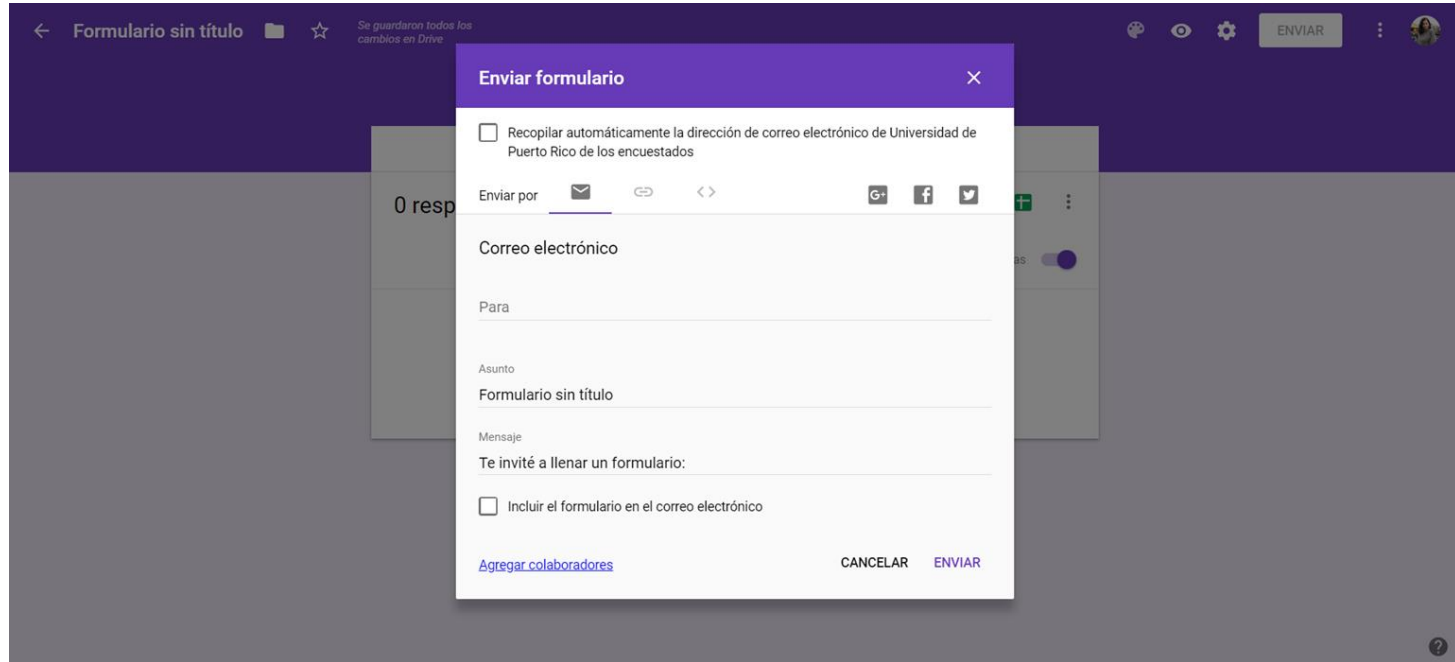 Formulario sin título
Se guardaron todos los
cambios en Drive
ENVIAR
Enviar formulario
Recopilar automáticamente la dirección de correo electrónico de Universidad de
Puerto Rico de los encuestados
Enviar por
G+
f
0 resp
as
Correo electrónico
Para
Asunto
Formulario sin título
Mensaje
Te invité a llenar un formulario:
Incluir el formulario en el correo electrónico
Agregar colaboradores
CANCELAR
ENVIAR